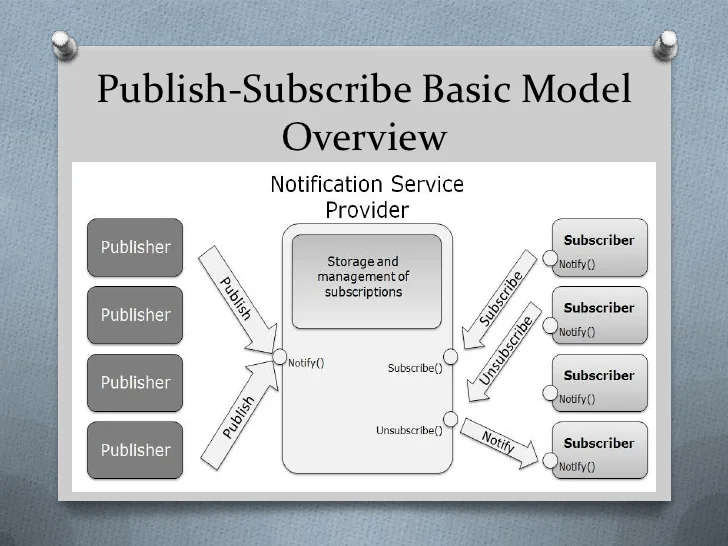 Publish-Subscribe Basic Model
Overview
Notification Service
Provider
Publisher
Publisher
Publisher
Publisher
Publish
Publish
Storage and
management of
subscriptions
Notify()
Subscribe()
Unsubscribe()
Subscribe
Unsubscribe
Notify
Subscriber
Notify()
Subscriber
Notify()
Subscriber
Notify()
Subscriber
Notify()